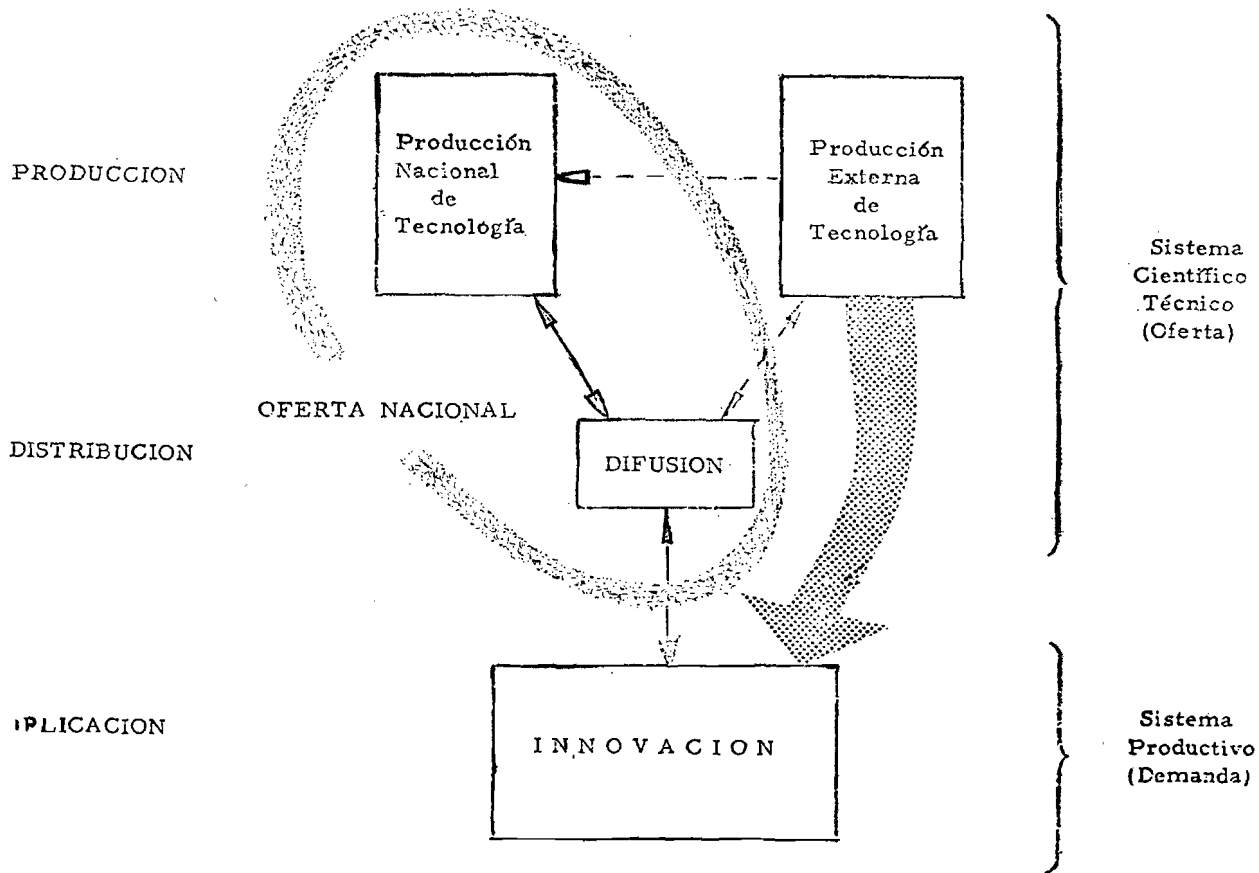 PRODUCCION
Producción
Nacional
de
Tecnología
Producción
Externa
de
Tecnología
Sistema
Científico
Técnico
(Oferta)
OFERTA NACIONAL
DISTRIBUCION
DIFUSION
IPLICACION
INNOVACION
Sistema
Productivo
(Demanda)